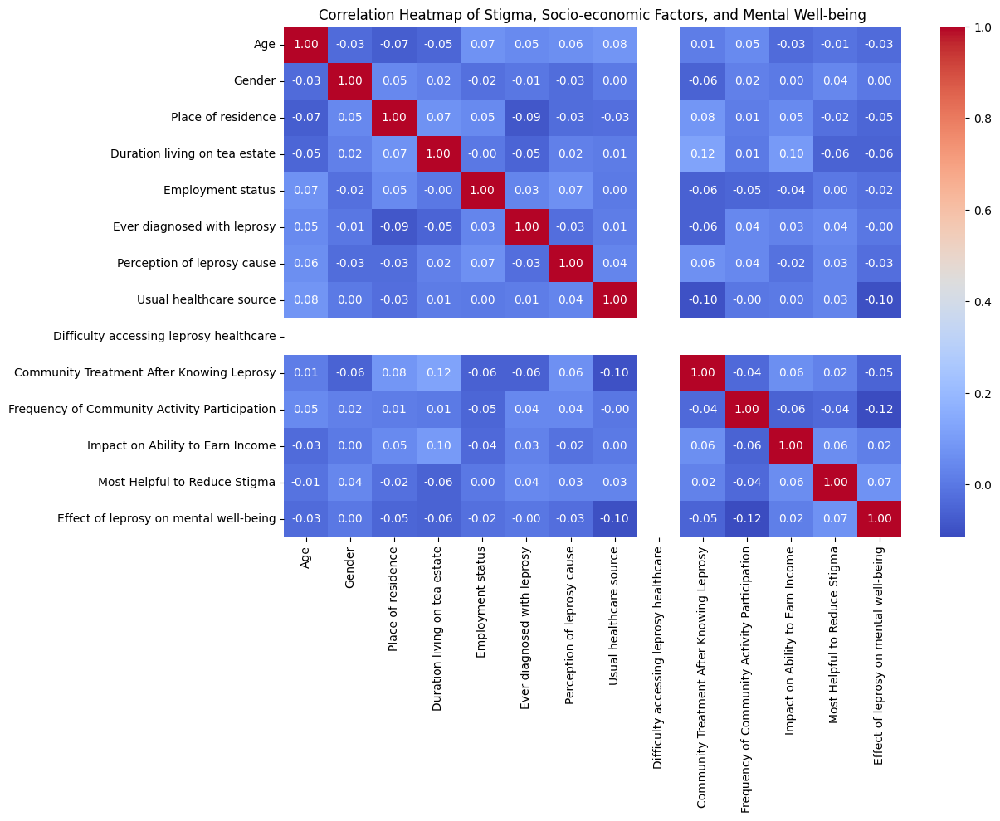 Correlation Heatmap of Stigma, Socio-economic Factors, and Mental Well-being
Age 1.00 -0.03 -0.07 -0.05 0.07 0.05 0.06 0.08 0.01 0.05 -0.03 -0.01 -0.03
Gender -0.03 1.00 0.05 0.02 -0.02 -0.01 -0.03 0.00 -0.06 0.02 0.00 0.04 0.00
Place of residence -0.07 0.05 1.00 0.07 0.05 -0.09 -0.03 -0.03 0.08 0.01 0.05 -0.02 -0.05
Duration living on tea estate -0.05 0.02 0.07 1.00 -0.00 -0.05 0.02 0.01 0.12 0.01 0.10 -0.06 -0.06
Employment status 0.07 -0.02 0.05 -0.00 1.00 0.03 0.07 0.00 -0.06 -0.05 -0.04 0.00 -0.02
Ever diagnosed with leprosy 0.05 -0.01 -0.09 -0.05 0.03 1.00 -0.03 0.01 -0.06 0.04 0.03 0.04 -0.00
Perception of leprosy cause 0.06 -0.03 -0.03 0.02 0.07 -0.03 1.00 0.04 0.06 0.04 -0.02 0.03 -0.03
Usual healthcare source 0.08 0.00 -0.03 0.01 0.00 0.01 0.04 1.00 -0.10 -0.00 0.00 0.03 -0.10
Difficulty accessing leprosy healthcare
Community Treatment After Knowing Leprosy 0.01 -0.06 0.08 0.12 -0.06 -0.06 0.06 -0.10 1.00 -0.04 0.06 0.02 -0.05
Frequency of Community Activity Participation 0.05 0.02 0.01 0.01 -0.05 0.04 0.04 -0.00 -0.04 1.00 -0.06 -0.04 -0.12
Impact on Ability to Earn Income -0.03 0.00 0.05 0.10 -0.04 0.03 -0.02 0.00 0.06 -0.06 1.00 0.06 0.02
Most Helpful to Reduce Stigma -0.01 0.04 -0.02 -0.06 0.00 0.04 0.03 0.03 0.02 -0.04 0.06 1.00 0.07
Effect of leprosy on mental well-being -0.03 0.00 -0.05 -0.06 -0.02 -0.00 -0.03 -0.10 -0.05 -0.12 0.02 0.07 1.00
Age
Gender
Place of residence
Duration living on tea estate
Employment status
Ever diagnosed with leprosy
Perception of leprosy cause
Usual healthcare source
Difficulty accessing leprosy healthcare
Community Treatment After Knowing Leprosy
Frequency of Community Activity Participation
Impact on Ability to Earn Income
Most Helpful to Reduce Stigma
Effect of leprosy on mental well-being
1.0
0.8
0.6
0.4
0.2
0.0